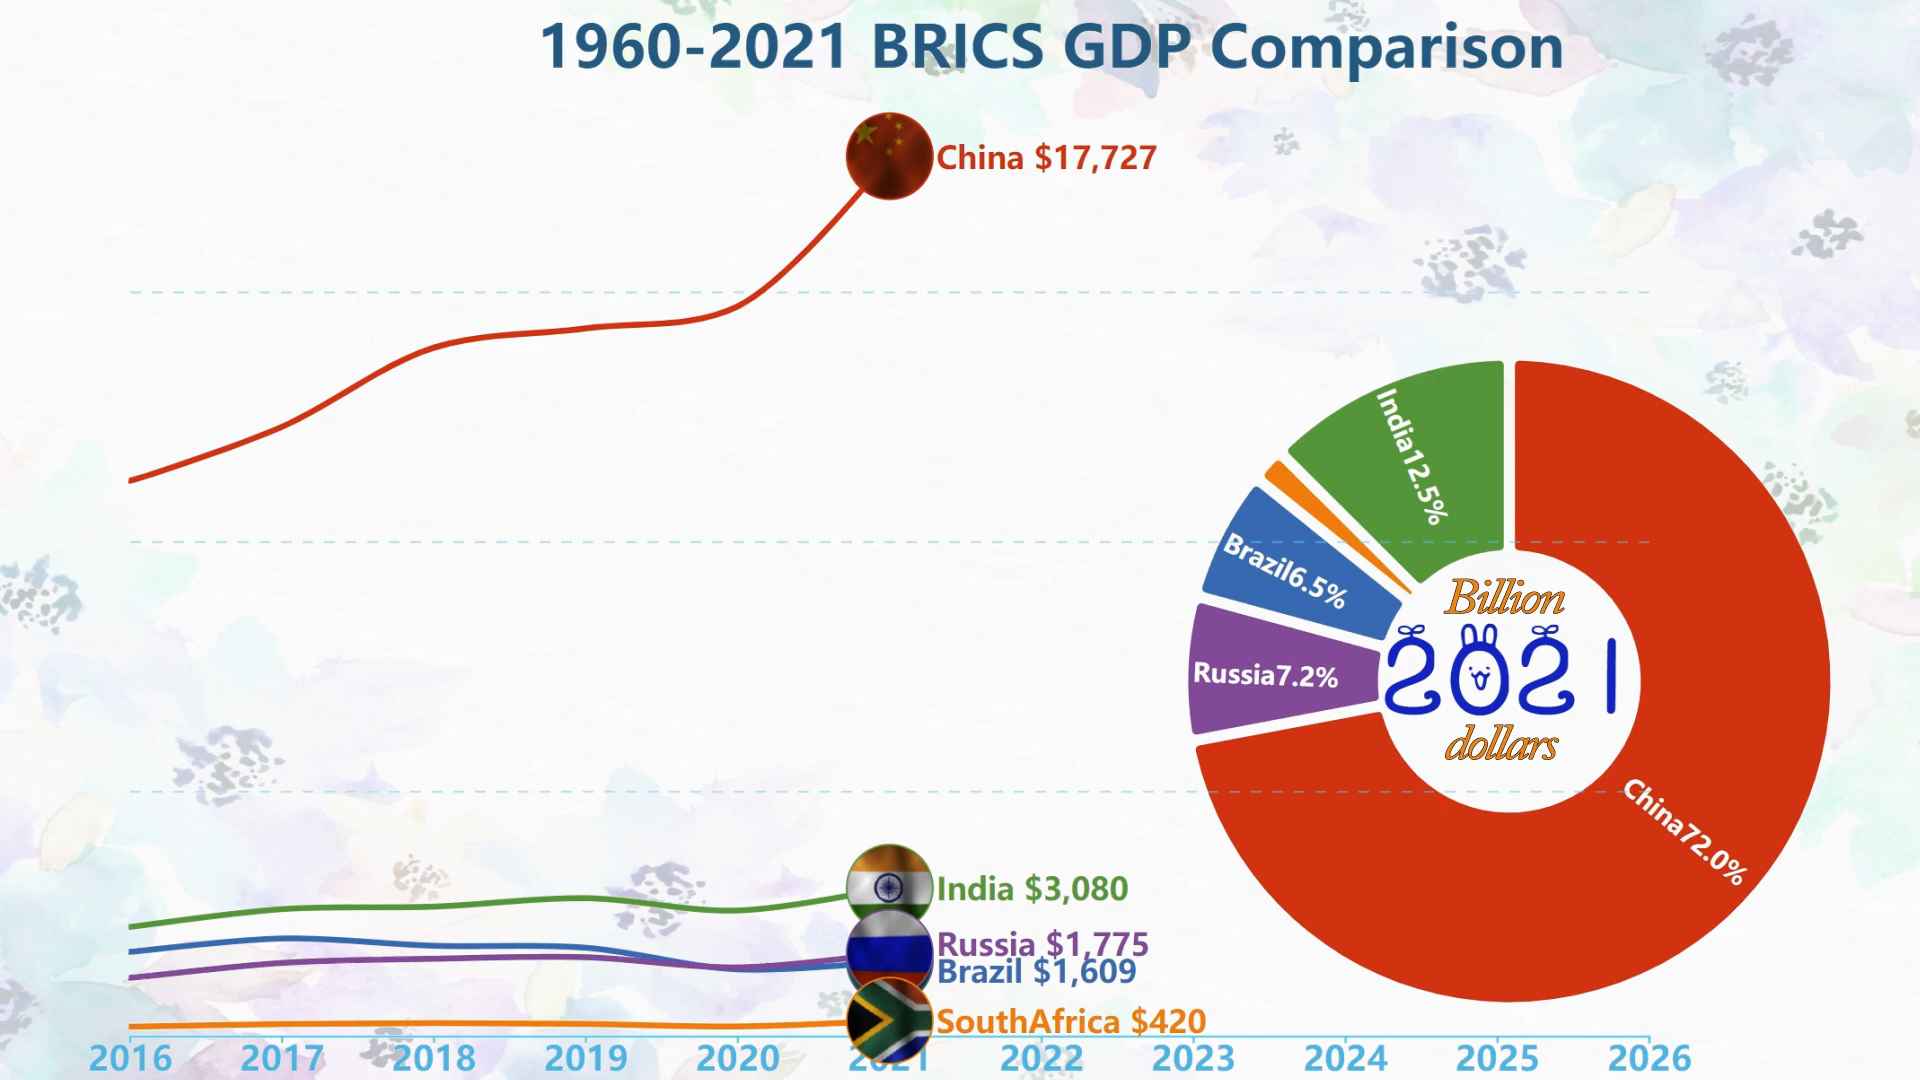 1960-2021 BRICS GDP Comparison
China $17,727
India12.5%
Brazil6.5%
Billion
2021
dollars
Russia7.2%
China72.0%
India $3,080
Russia $1,775
Brazil $1,609
SouthAfrica $420
2016 2017 2018 2019 2020 2021 2022 2023 2024 2025 2026